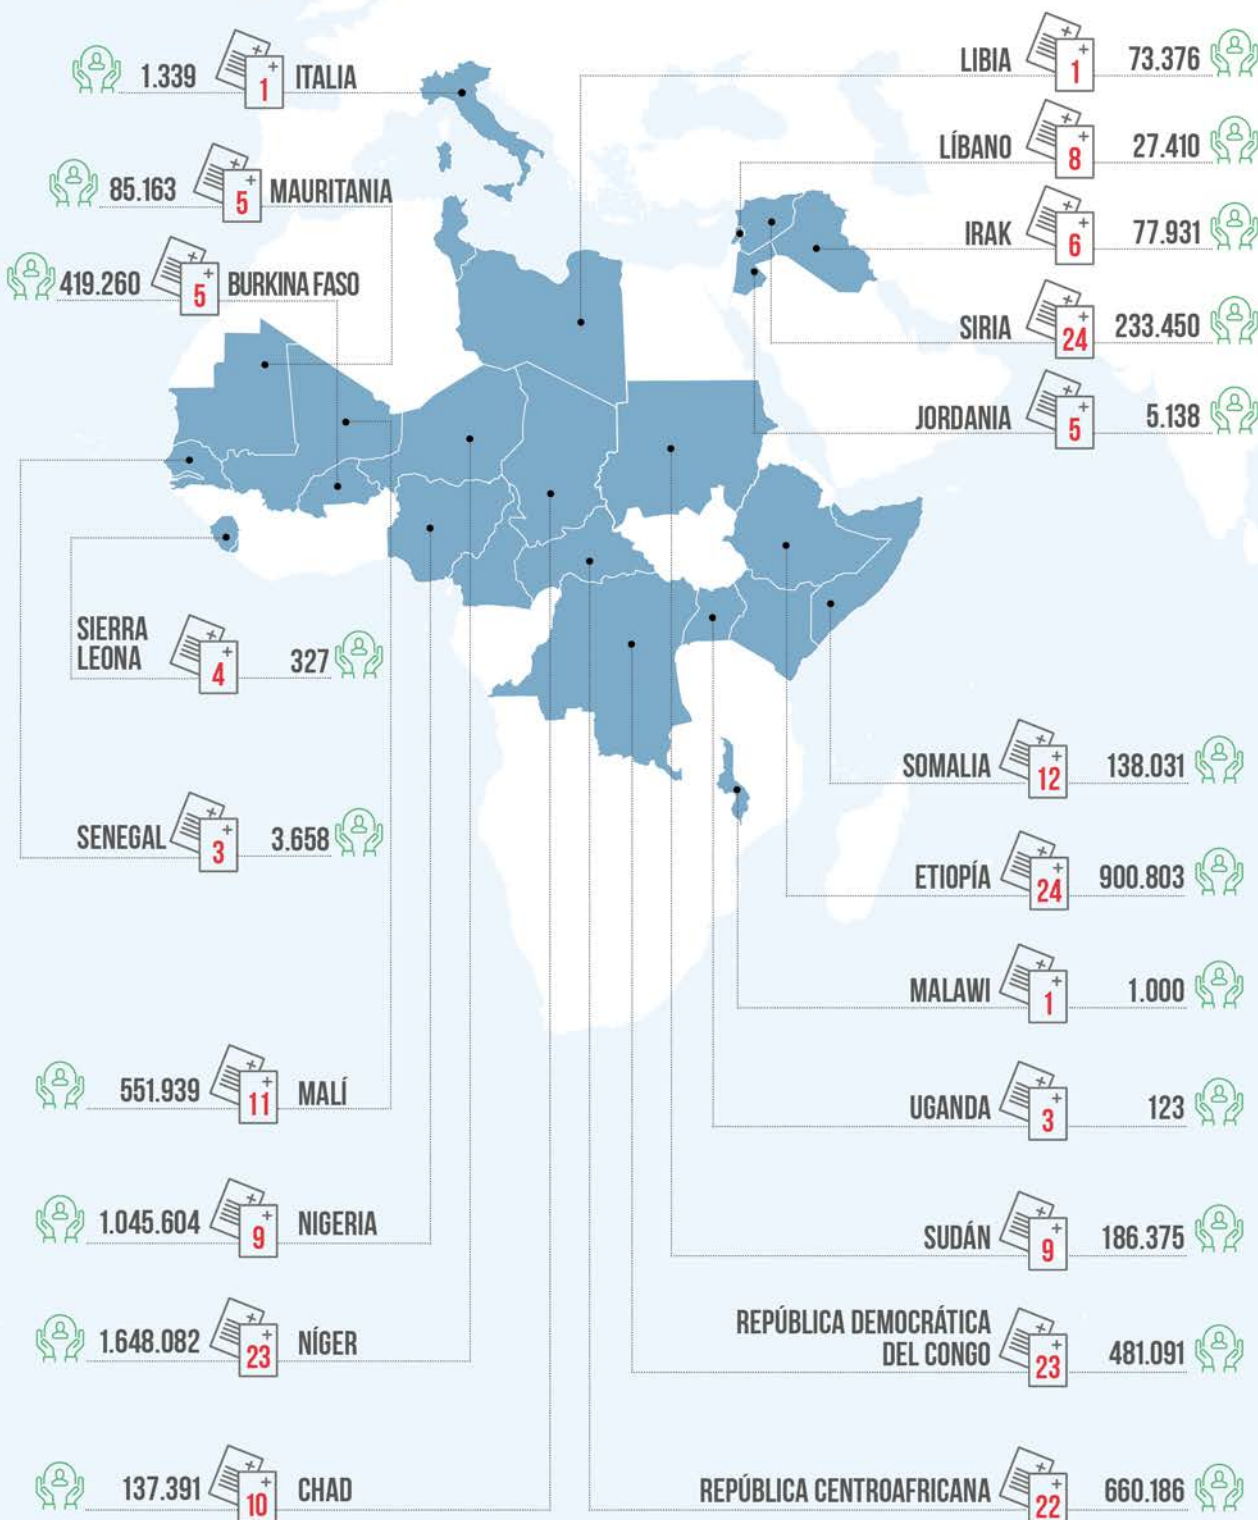 1.339 1 ITALIA
85.163 5 MAURITANIA
419.260 5 BURKINA FASO
SIERRA
LEONA 4 327
SENEGAL 3 3.658
551.939 11 MALÍ
1.045.604 9 NIGERIA
1.648.082 23 NÍGER
137.391 10 CHAD
LIBIA 1 73.376
LÍBANO 8 27.410
IRAK 6 77.931
SIRIA 24 233.450
JORDANIA 5 5.138
SOMALIA 12 138.031
ETIOPÍA 24 900.803
MALAWI 1 1.000
UGANDA 3 123
SUDÁN 9 186.375
REPÚBLICA DEMOCRÁTICA
DEL CONGO 23 481.091
REPÚBLICA CENTROAFRICANA 22 660.186